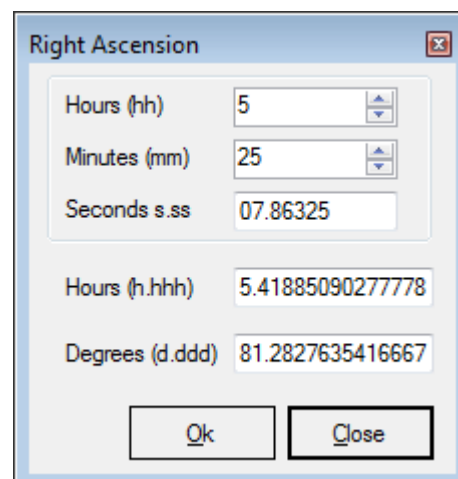 Right Ascension
Hours (hh) 5
Minutes (mm) 25
Seconds s.ss 07.86325
Hours (h.hhh) 5.41885090277778
Degrees (d.ddd) 81.2827635416667
Ok Close